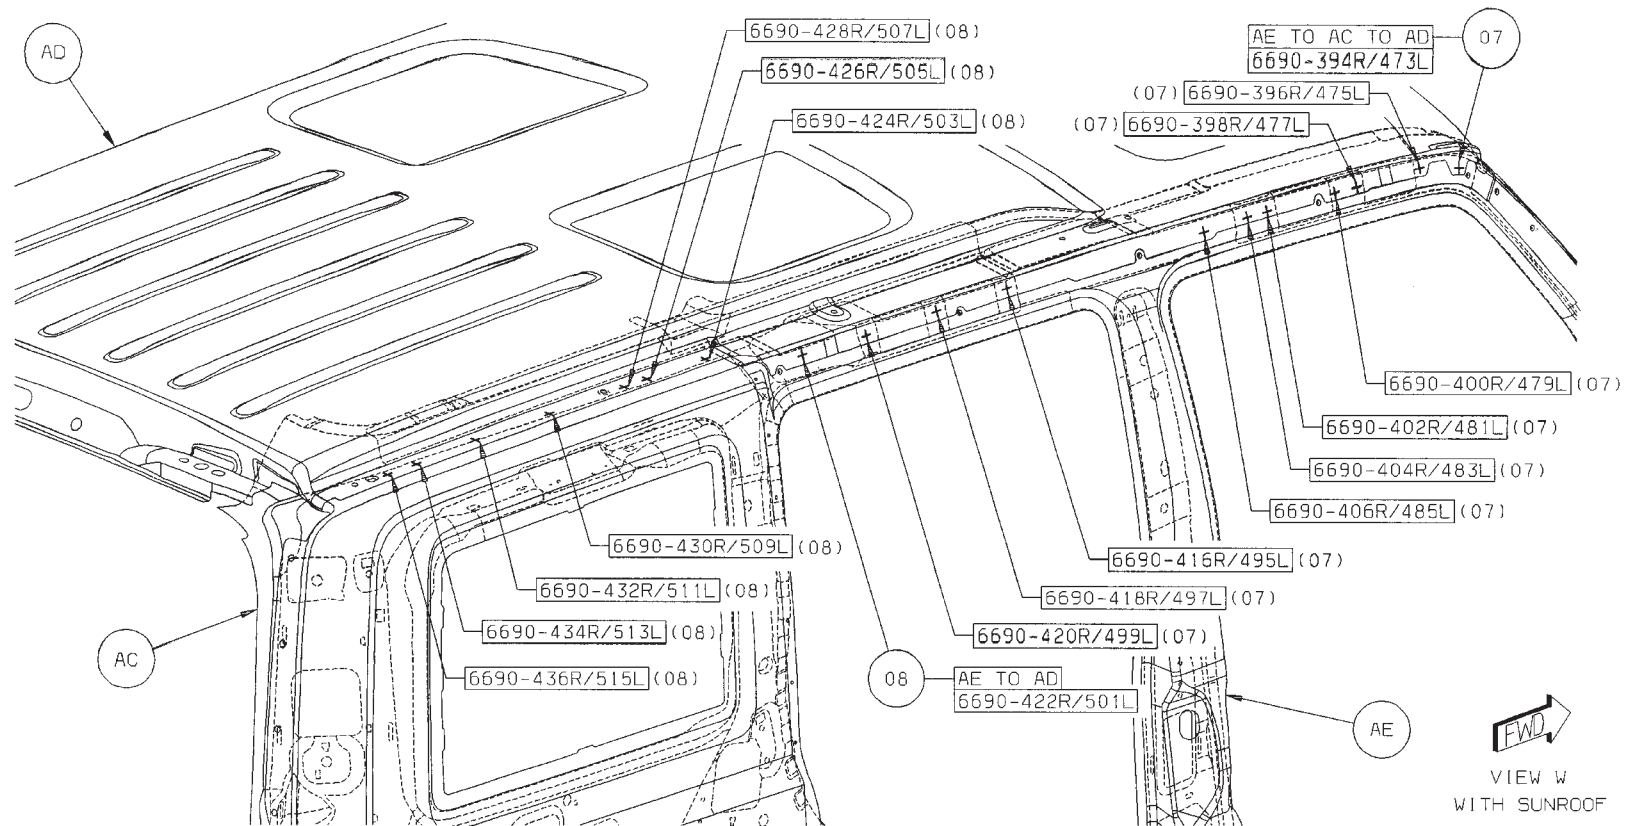 AD
6690-428R/507L (08)
6690-426R/505L (08)
6690-424R/503L (08)
AE TO AC TO AD
07
6690-394R/473L
(07) 6690-396R/475L
(07) 6690-398R/477L
6690-400R/479L (07)
6690-402R/481L (07)
6690-404R/483L (07)
6690-406R/485L (07)
6690-416R/495L (07)
6690-418R/497L (07)
6690-420R/499L (07)
6690-430R/509L (08)
6690-432R/511L (08)
6690-434R/513L (08)
6690-436R/515L (08)
AC
08
AE TO AD
6690-422R/501L
AE
FWD
VIEW W
WITH SUNROOF